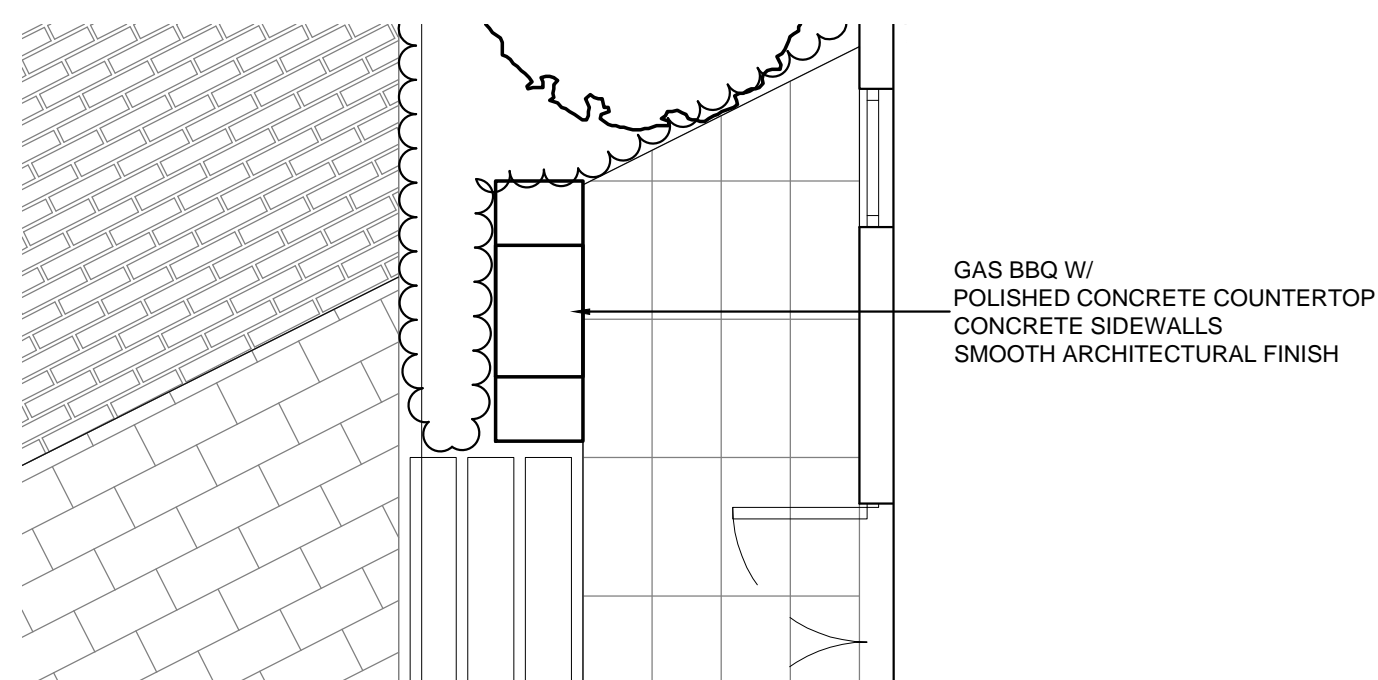 GAS BBQ W/
POLISHED CONCRETE COUNTERTOP
CONCRETE SIDEWALLS
SMOOTH ARCHITECTURAL FINISH